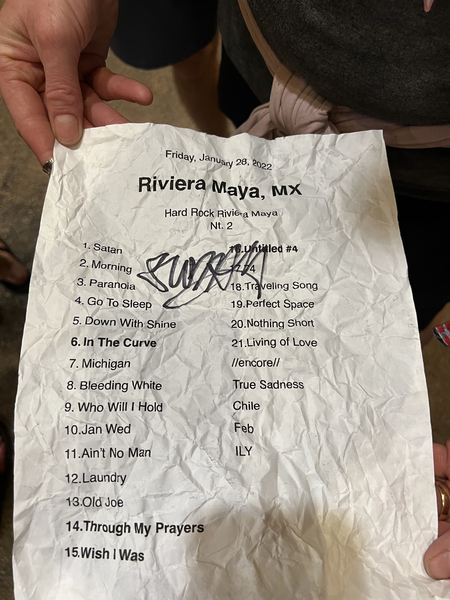 Friday, January 28, 2022
Riviera Maya, MX
Hard Rock Riviera Maya
Nt. 2
1. Satan
2. Morning
3. Paranoia
4. Go To Sleep
5. Down With Shine
6. In The Curve
7. Michigan
8. Bleeding White
9. Who Will I Hold
10.Jan Wed
11.Ain't No Man
12.Laundry
13.Old Joe
14.Through My Prayers
15.Wish I Was
16.Untitled #4
18.Traveling Song
19.Perfect Space
20.Nothing Short
21.Living of Love
//encore//
True Sadness
Chile
Feb
ILY